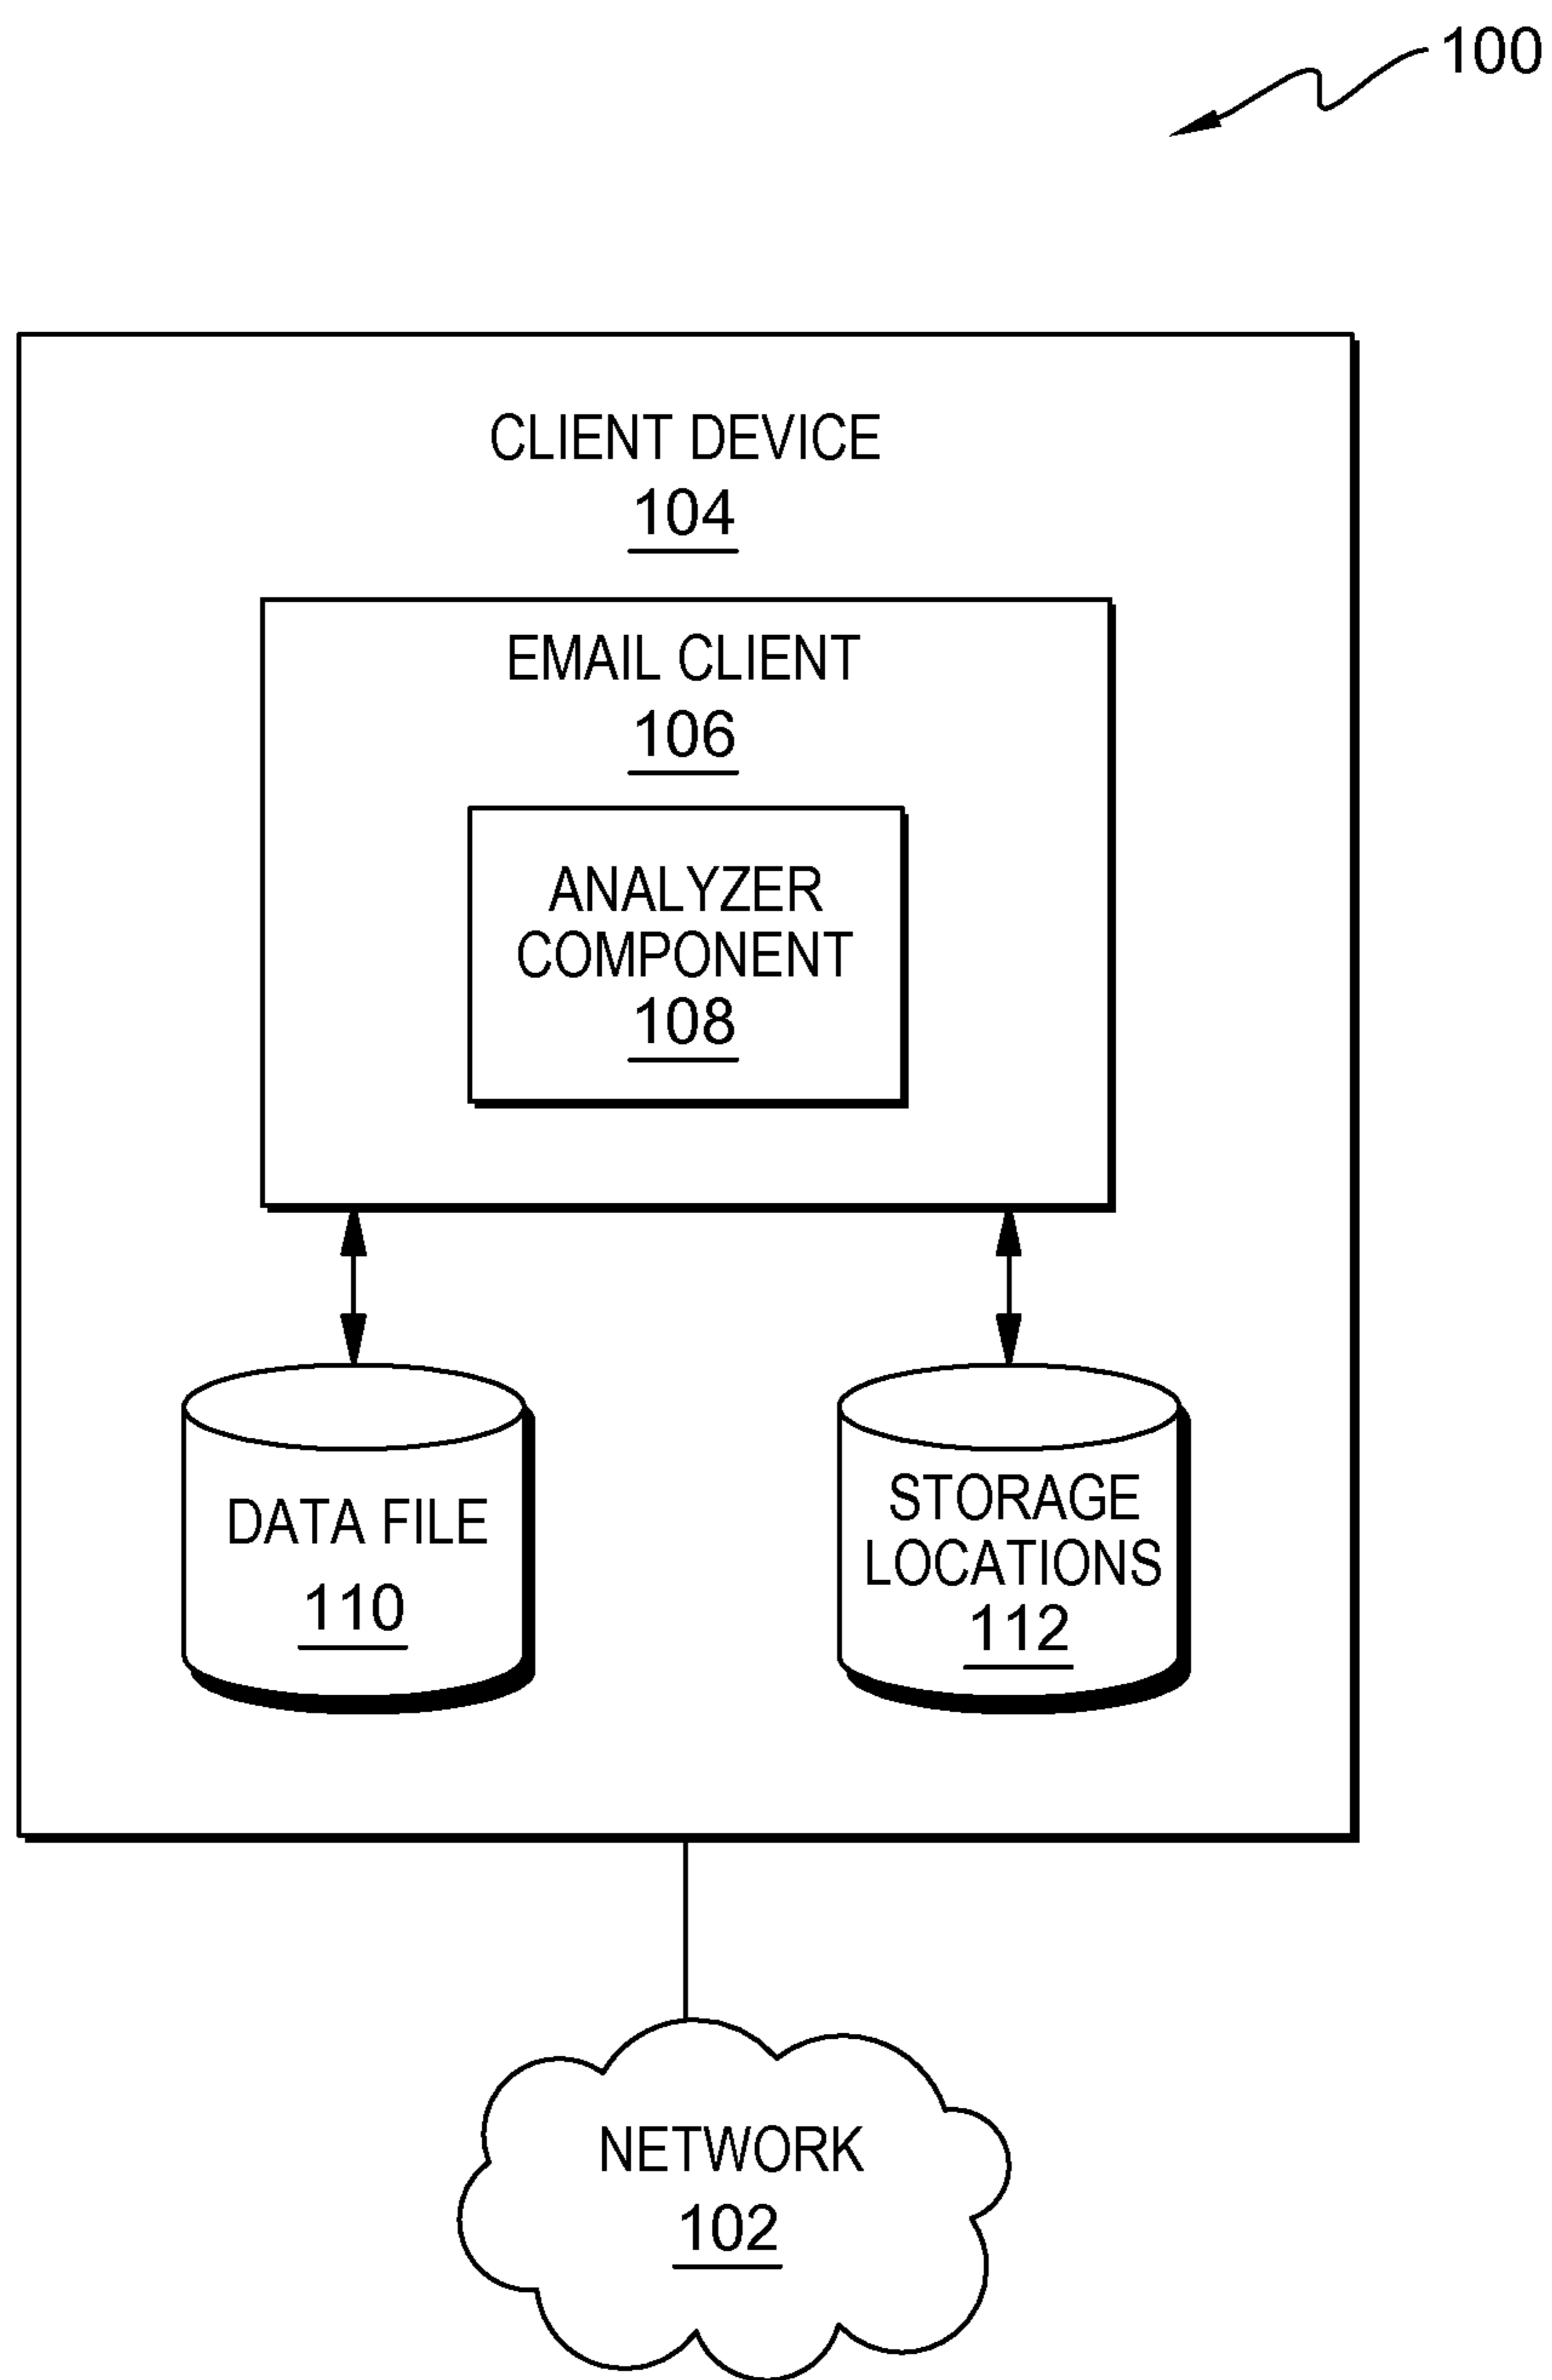 100
CLIENT DEVICE
104
EMAIL CLIENT
106
ANALYZER
COMPONENT
108
DATA FILE
110
STORAGE
LOCATIONS
112
NETWORK
102